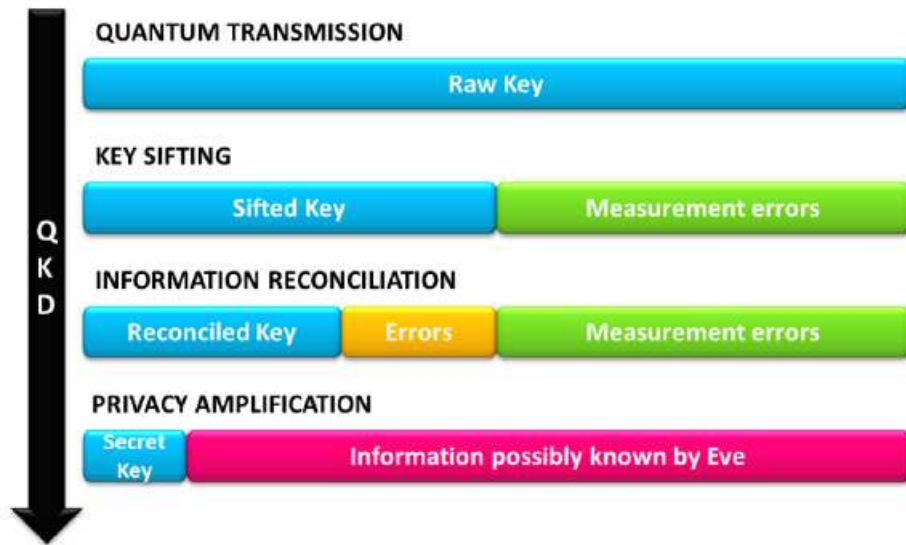 QUANTUM TRANSMISSION
Raw Key
KEY SIFTING
Sifted Key Measurement errors
QKD
INFORMATION RECONCILIATION
Reconciled Key Errors Measurement errors
PRIVACY AMPLIFICATION
Secret
Key
Information possibly known by Eve